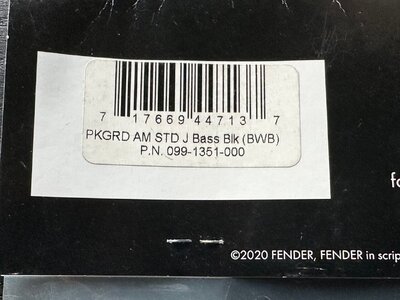 7 17669 44713 7
PKGRD AM STD J Bass Blk (BWB)
P.N. 099-1351-000
©2020 FENDER, FENDER in scrip